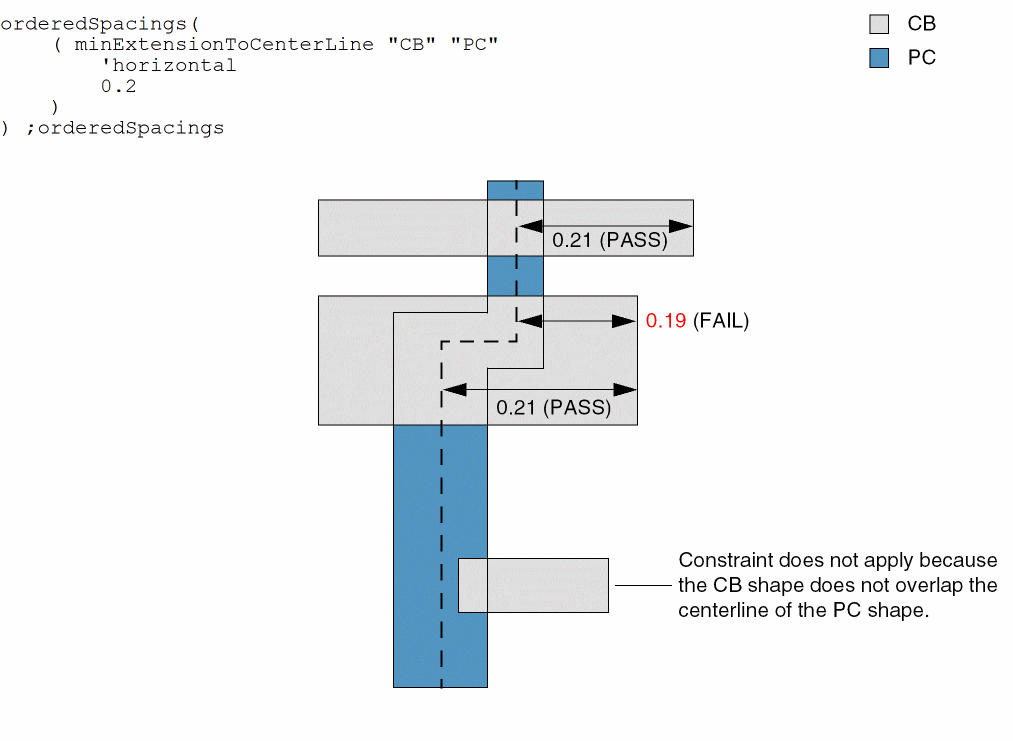 orderedSpacings(
( minExtensionToCenterLine "CB" "PC"
'horizontal
0.2
)
) ;orderedSpacings
CB
PC
0.21 (PASS)
0.19 (FAIL)
0.21 (PASS)
Constraint does not apply because
the CB shape does not overlap the
centerline of the PC shape.